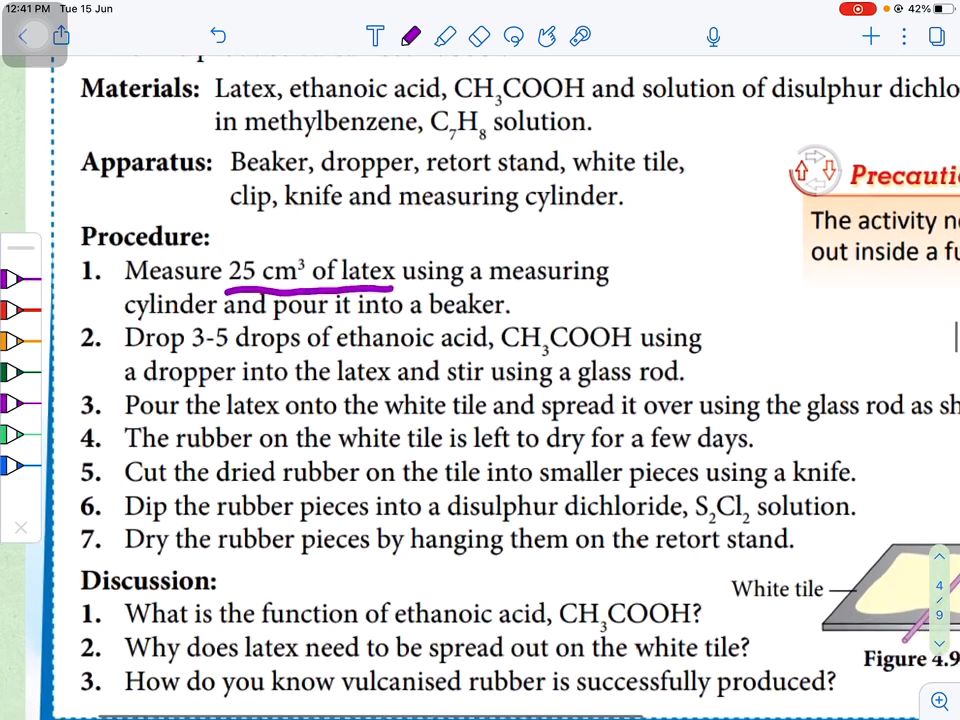 12:41 PM Tue 15 Jun
42%
Materials: Latex, ethanoic acid, CH₃COOH and solution of disulphur dichlo
in methylbenzene, C₇H₈ solution.
Apparatus: Beaker, dropper, retort stand, white tile,
clip, knife and measuring cylinder.
Precauti
The activity n
out inside a fu
Procedure:
1. Measure 25 cm³ of latex using a measuring
cylinder and pour it into a beaker.
2. Drop 3-5 drops of ethanoic acid, CH₃COOH using
a dropper into the latex and stir using a glass rod.
3. Pour the latex onto the white tile and spread it over using the glass rod as sh
4. The rubber on the white tile is left to dry for a few days.
5. Cut the dried rubber on the tile into smaller pieces using a knife.
6. Dip the rubber pieces into a disulphur dichloride, S₂Cl₂ solution.
7. Dry the rubber pieces by hanging them on the retort stand.
Discussion:
1. What is the function of ethanoic acid, CH₃COOH?
2. Why does latex need to be spread out on the white tile?
3. How do you know vulcanised rubber is successfully produced?
White tile
4
9
Figure 4.9